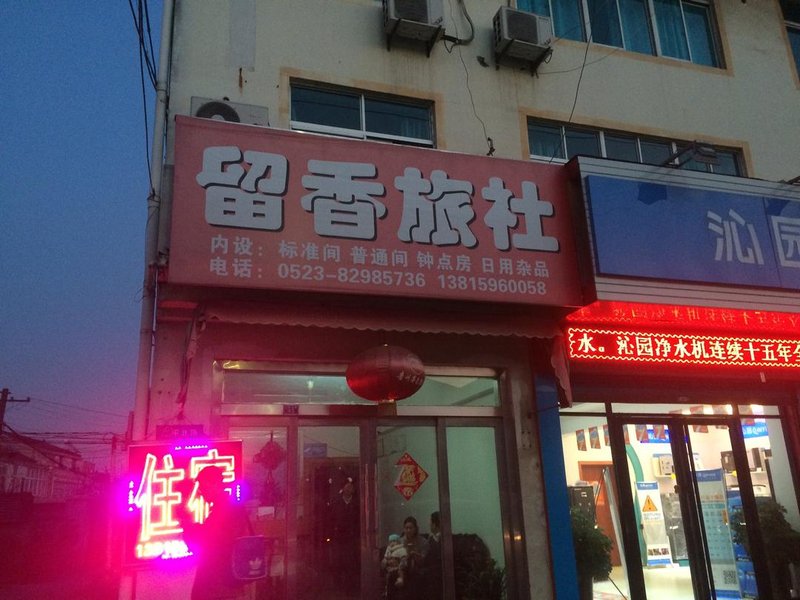 留香旅社
内设：标准间 普通间 钟点房 日用杂品
电话：0523-82985736 13815960058
沁园
水。沁园净水机连续十五年全
住宿